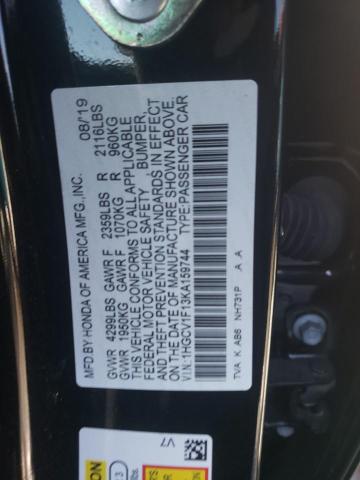 MFD.BY HONDA OF AMERICA MFG.,INC. 08/'19
GVWR 4299LBS GAWR F 2359LBS R 2116LBS
GVWR 1950KG GAWR F 1070KG R 960KG
THIS VEHICLE CONFORMS TO ALL APPLICABLE
FEDERAL MOTOR VEHICLE SAFETY, BUMPER,
AND THEFT PREVENTION STANDARDS IN EFFECT
ON THE DATE OF MANUFACTURE SHOWN ABOVE.
V.I.N.:1HGCV1F13KA159744 TYPE:PASSENGER CAR
TVA K AB6 NH731P A A
V7